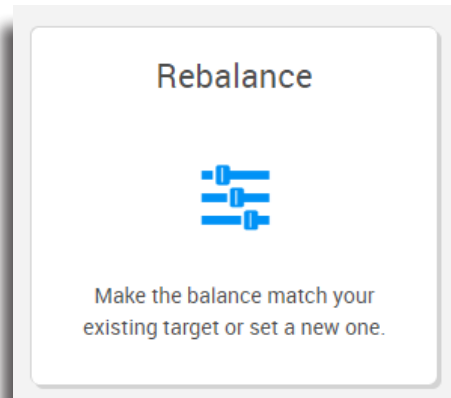 Rebalance
Make the balance match your
existing target or set a new one.